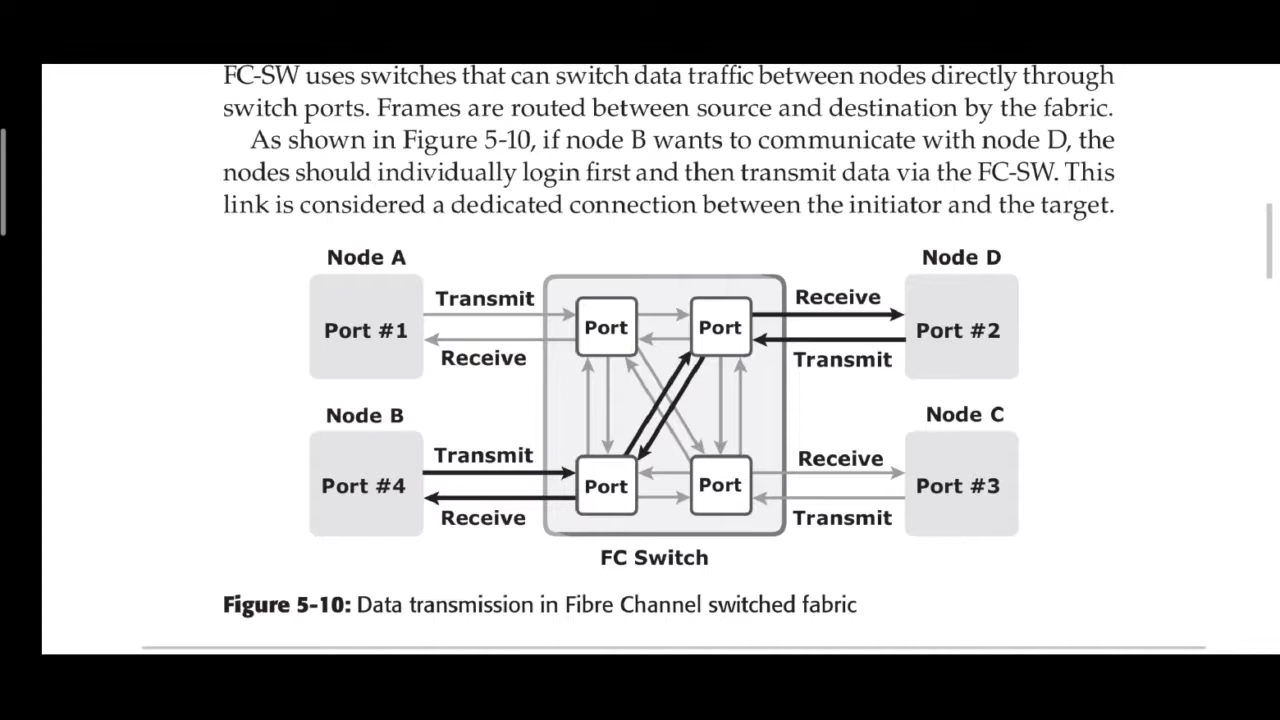 FC-SW uses switches that can switch data traffic between nodes directly through
switch ports. Frames are routed between source and destination by the fabric.
As shown in Figure 5-10, if node B wants to communicate with node D, the
nodes should individually login first and then transmit data via the FC-SW. This
link is considered a dedicated connection between the initiator and the target.
Node A
Node D
Transmit
Receive
Port #1
Port
Port
Port #2
Receive
Transmit
Node B
Node C
Transmit
Receive
Port #4
Port
Port
Port #3
Receive
Transmit
FC Switch
Figure 5-10: Data transmission in Fibre Channel switched fabric